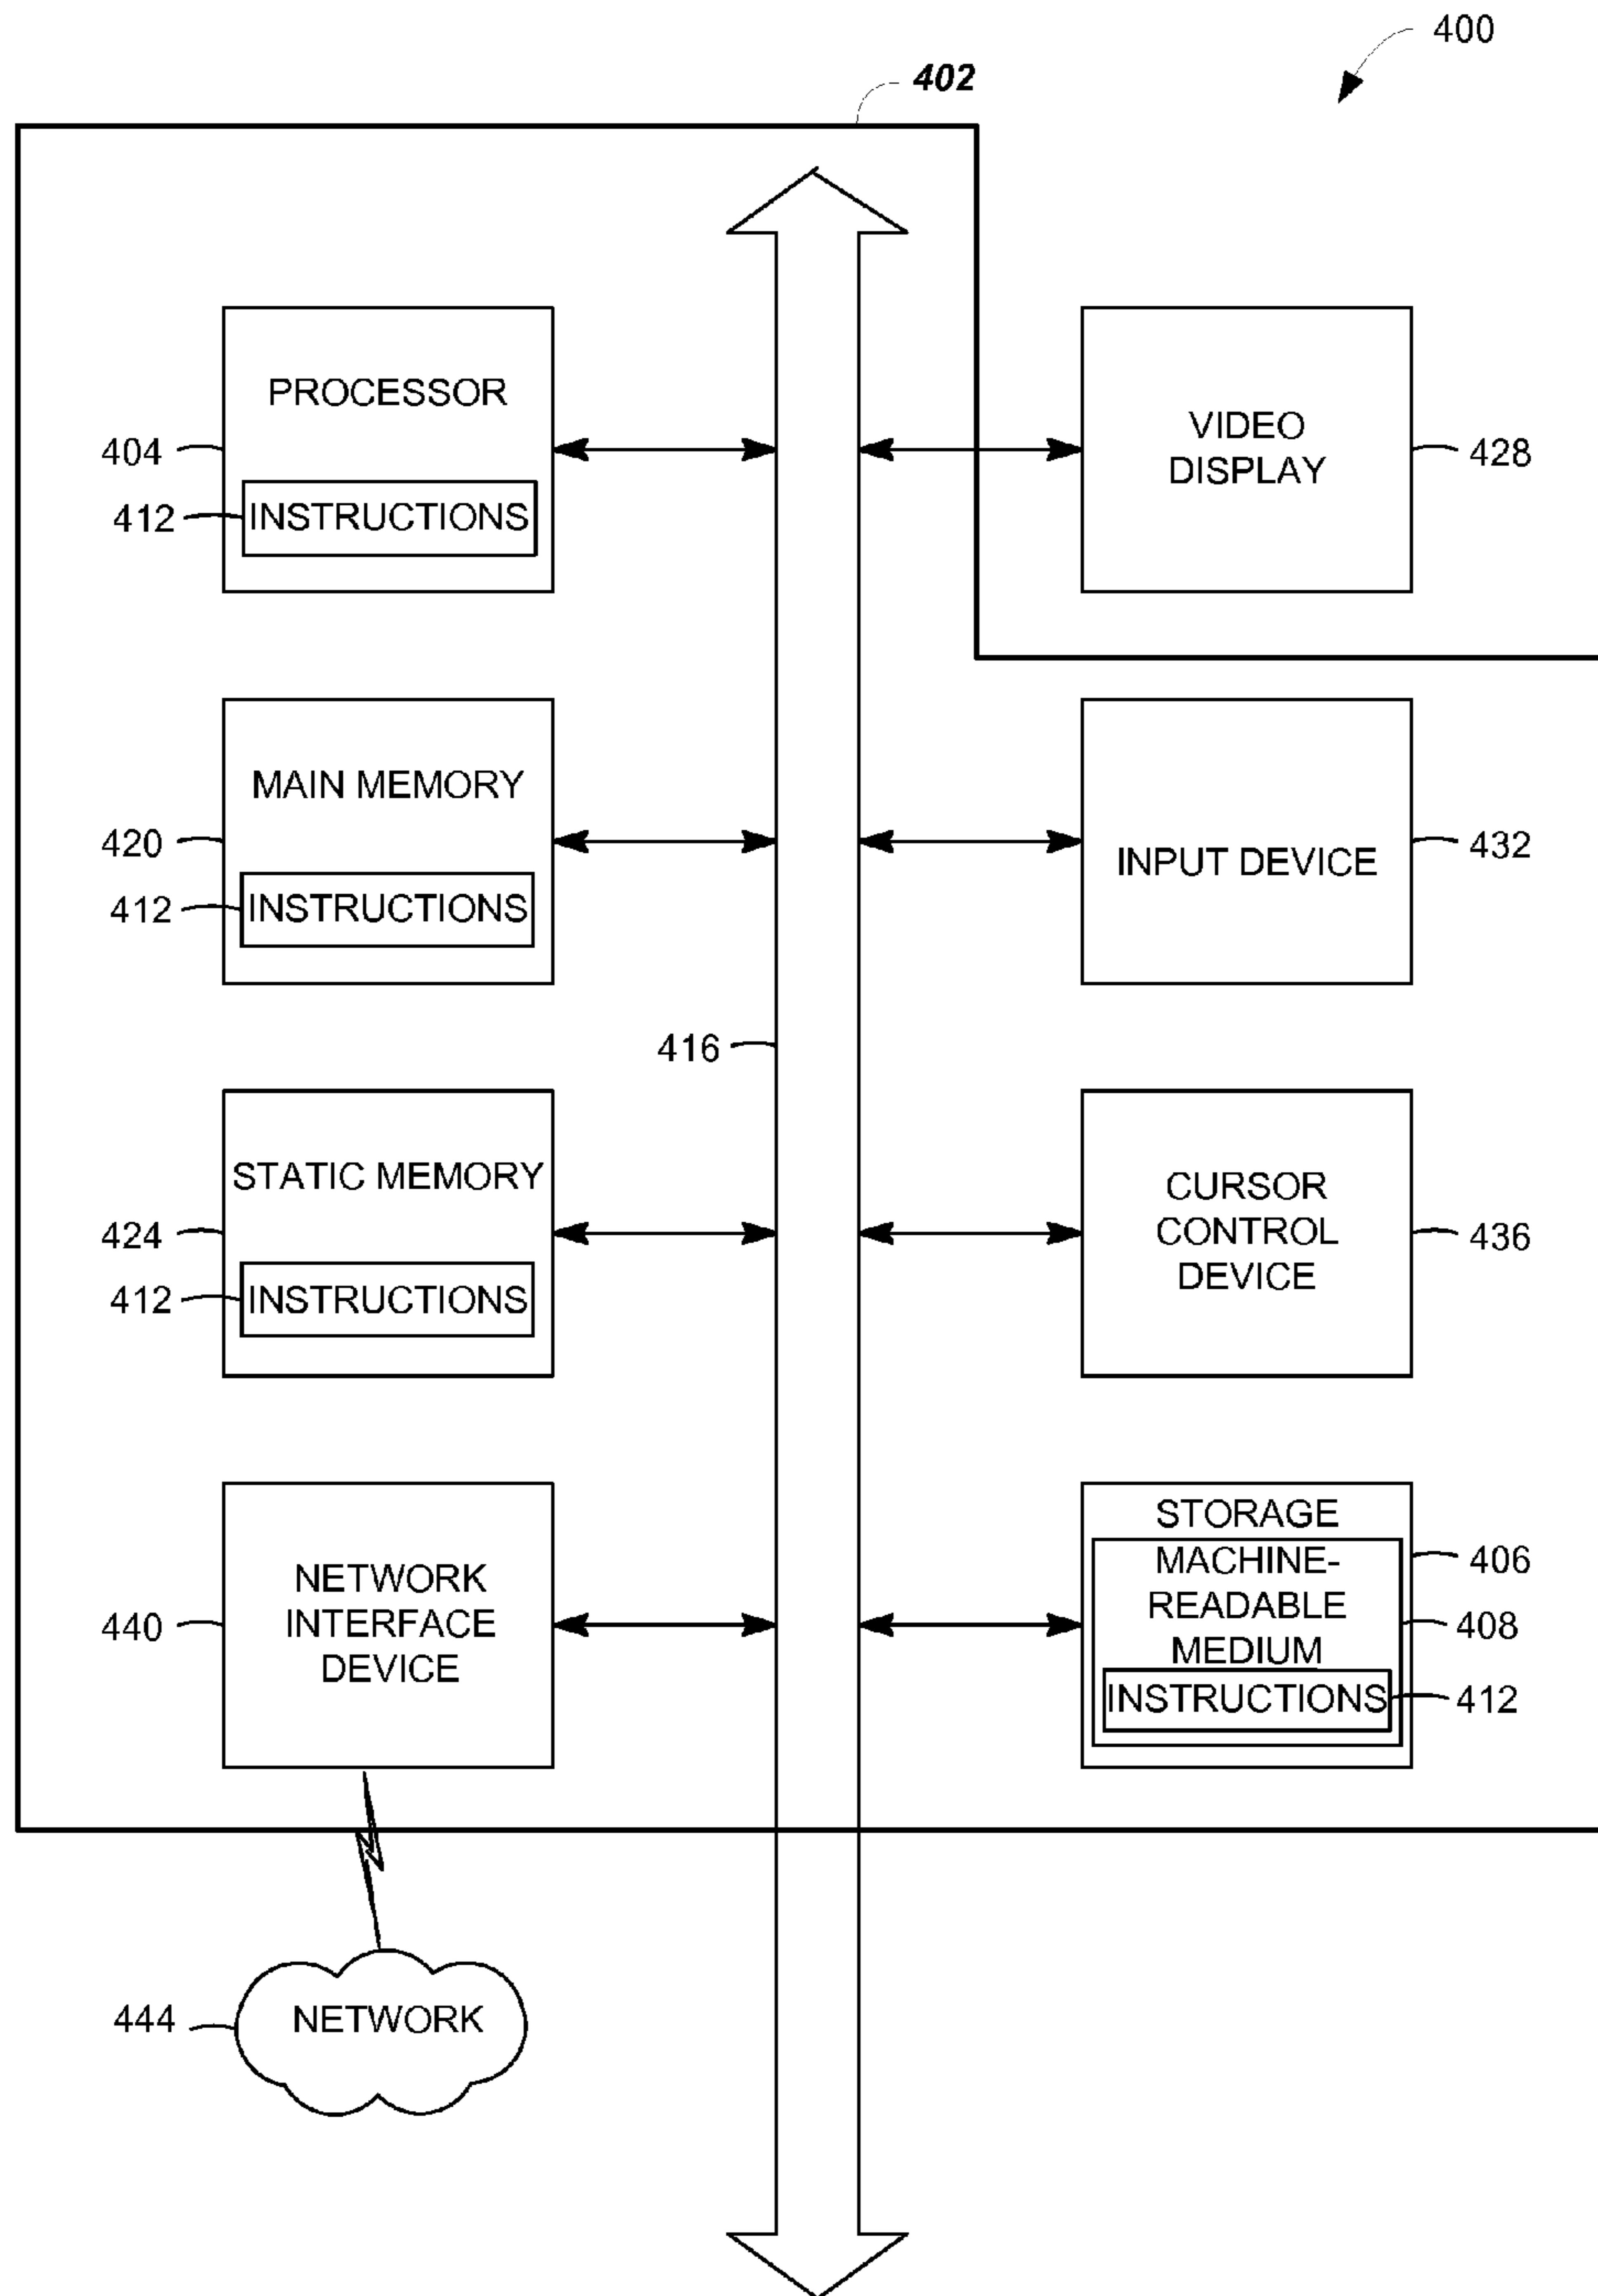 400
402
PROCESSOR
404
412
INSTRUCTIONS
VIDEO
DISPLAY
428
MAIN MEMORY
420
412
INSTRUCTIONS
INPUT DEVICE
432
416
STATIC MEMORY
424
412
INSTRUCTIONS
CURSOR
CONTROL
DEVICE
436
NETWORK
INTERFACE
DEVICE
440
STORAGE
406
MACHINE-
READABLE
MEDIUM
408
INSTRUCTIONS
412
444
NETWORK